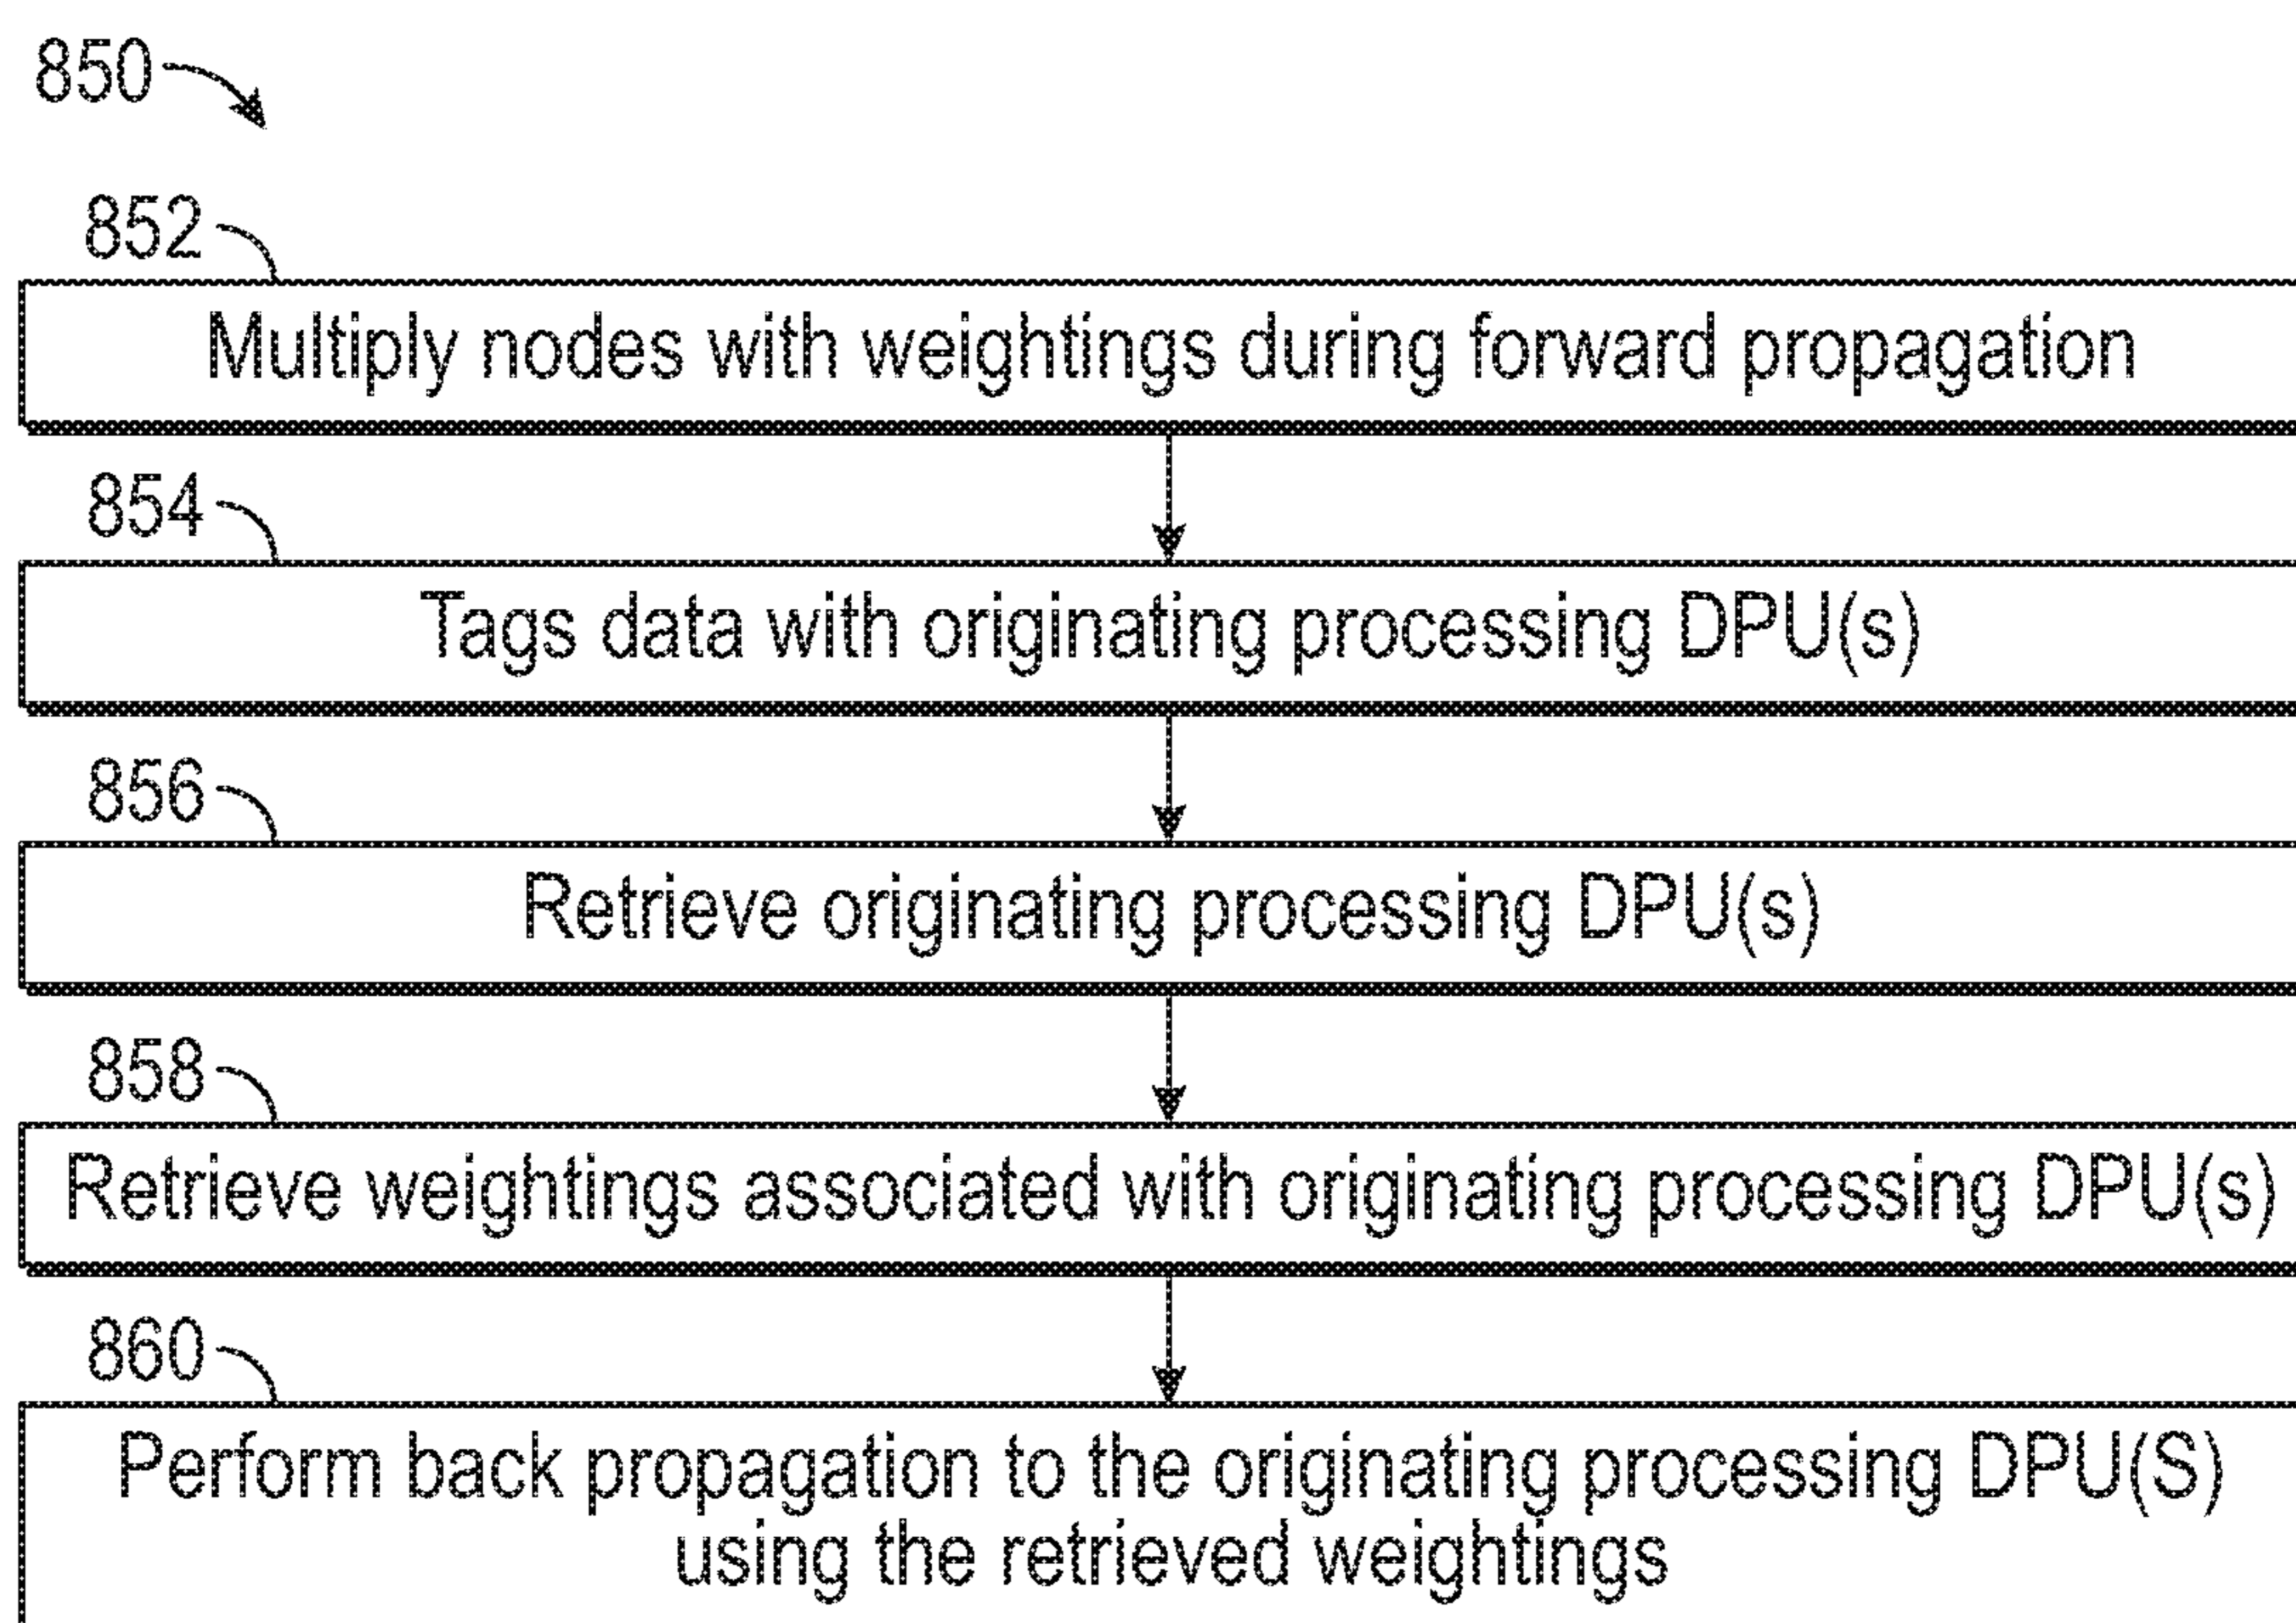 850
852
Multiply nodes with weightings during forward propagation
854
Tags data with originating processing DPU(s)
856
Retrieve originating processing DPU(s)
858
Retrieve weightings associated with originating processing DPU(s)
860
Perform back propagation to the originating processing DPU(S)
using the retrieved weightings